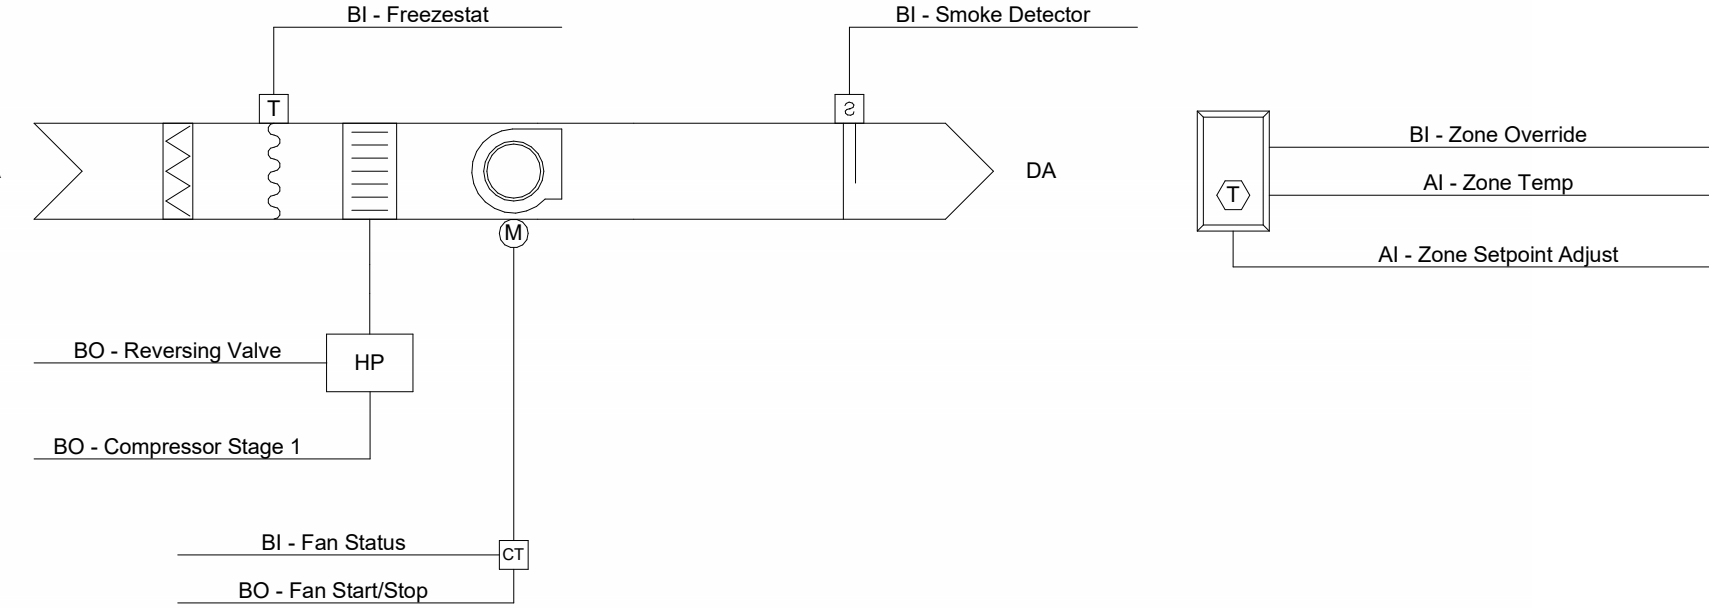 BI - Freezestat
BI - Smoke Detector
T
S
BI - Zone Override
DA
AI - Zone Temp
T
M
AI - Zone Setpoint Adjust
BO - Reversing Valve
HP
BO - Compressor Stage 1
BI - Fan Status
CT
BO - Fan Start/Stop